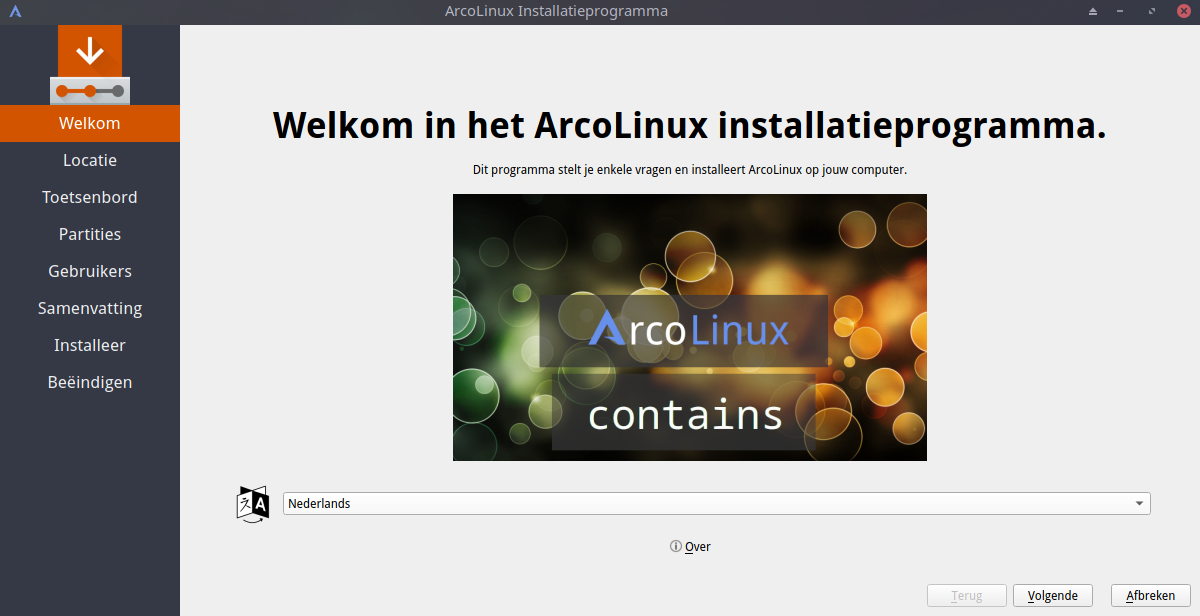 ArcoLinux Installatieprogramma
Welkom
Locatie
Toetsenbord
Partities
Gebruikers
Samenvatting
Installeer
Beëindigen
Welkom in het ArcoLinux installatieprogramma.
Dit programma stelt je enkele vragen en installeert ArcoLinux op jouw computer.
ArcoLinux
contains
A
Nederlands
Over
Terug
Volgende
Afbreken